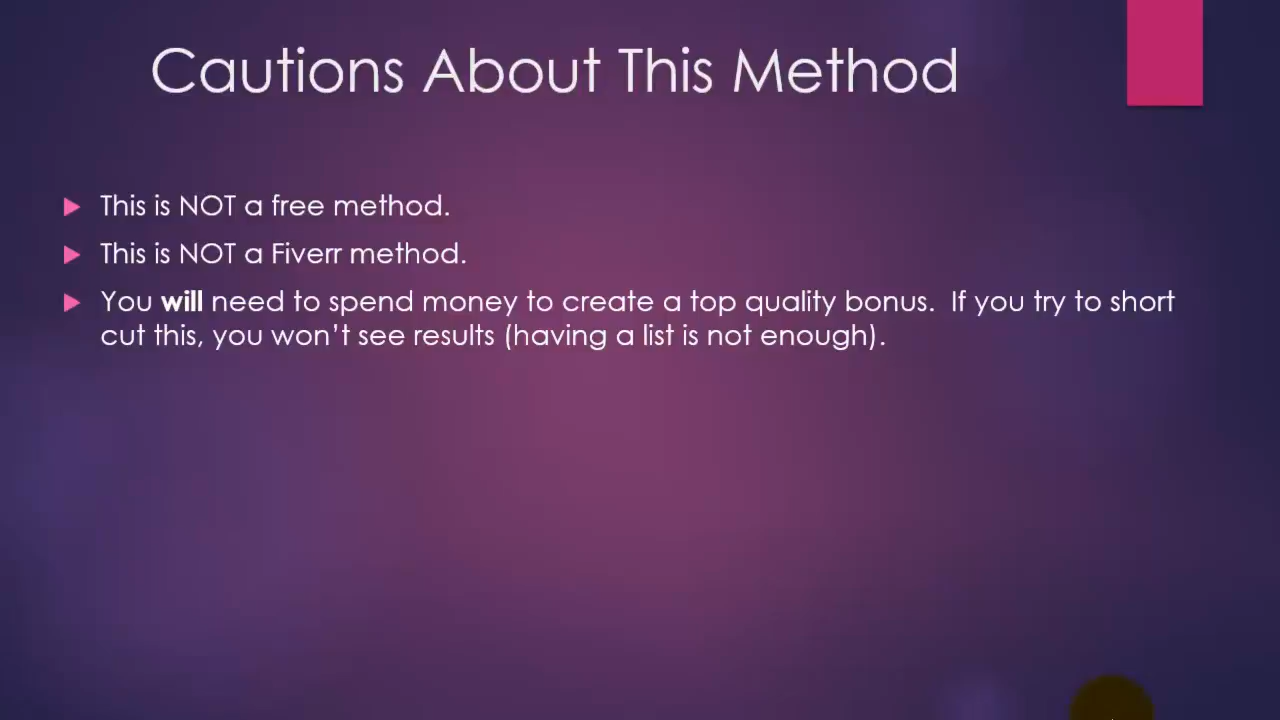 Cautions About This Method
This is NOT a free method.
This is NOT a Fiverr method.
You will need to spend money to create a top quality bonus.  If you try to short
cut this, you won’t see results (having a list is not enough).